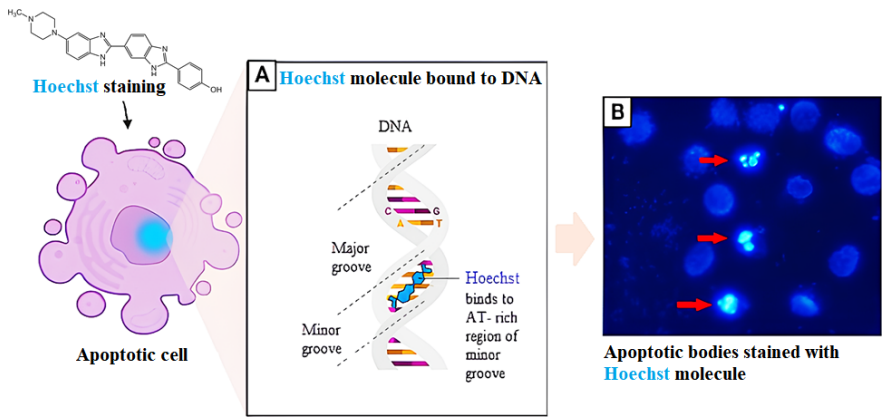 H₃C
N
N
N
N
N
H
N
H
OH
Hoechst staining
Apoptotic cell
A
Hoechst molecule bound to DNA
DNA
C G
A T
Major
groove
Minor
groove
Hoechst
binds to
AT- rich
region of
minor
groove
B
Apoptotic bodies stained with
Hoechst molecule